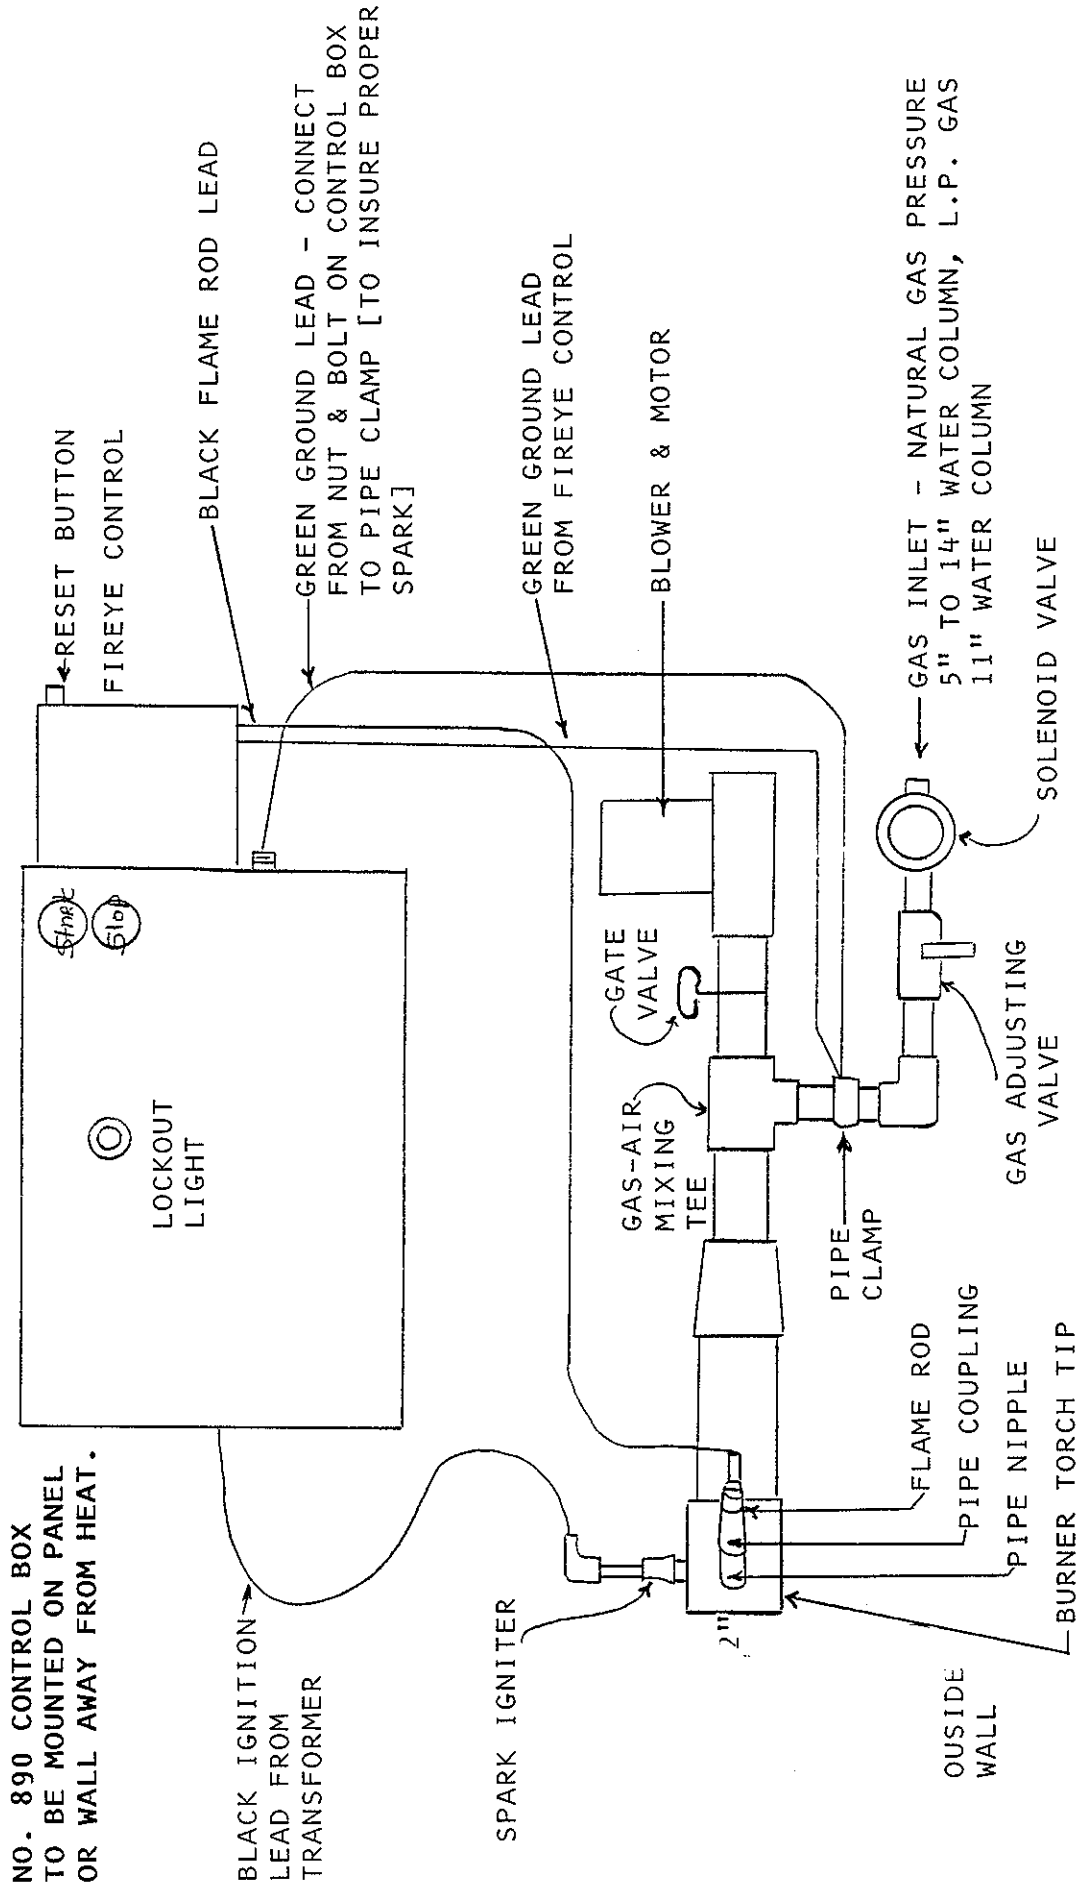 NO. 890 CONTROL BOX
TO BE MOUNTED ON PANEL
OR WALL AWAY FROM HEAT.
RESET BUTTON
FIREYE CONTROL
Start
Stop
LOCKOUT
LIGHT
BLACK FLAME ROD LEAD
BLACK IGNITION
LEAD FROM
TRANSFORMER
GREEN GROUND LEAD - CONNECT
FROM NUT & BOLT ON CONTROL BOX
TO PIPE CLAMP [TO INSURE PROPER
SPARK]
SPARK IGNITER
GREEN GROUND LEAD
FROM FIREYE CONTROL
GATE
VALVE
BLOWER & MOTOR
GAS-AIR
MIXING
TEE
2"
PIPE
CLAMP
GAS INLET - NATURAL GAS PRESSURE
5" TO 14" WATER COLUMN, L.P. GAS
11" WATER COLUMN
OUSIDE
WALL
FLAME ROD
PIPE COUPLING
PIPE NIPPLE
BURNER TORCH TIP
GAS ADJUSTING
VALVE
SOLENOID VALVE